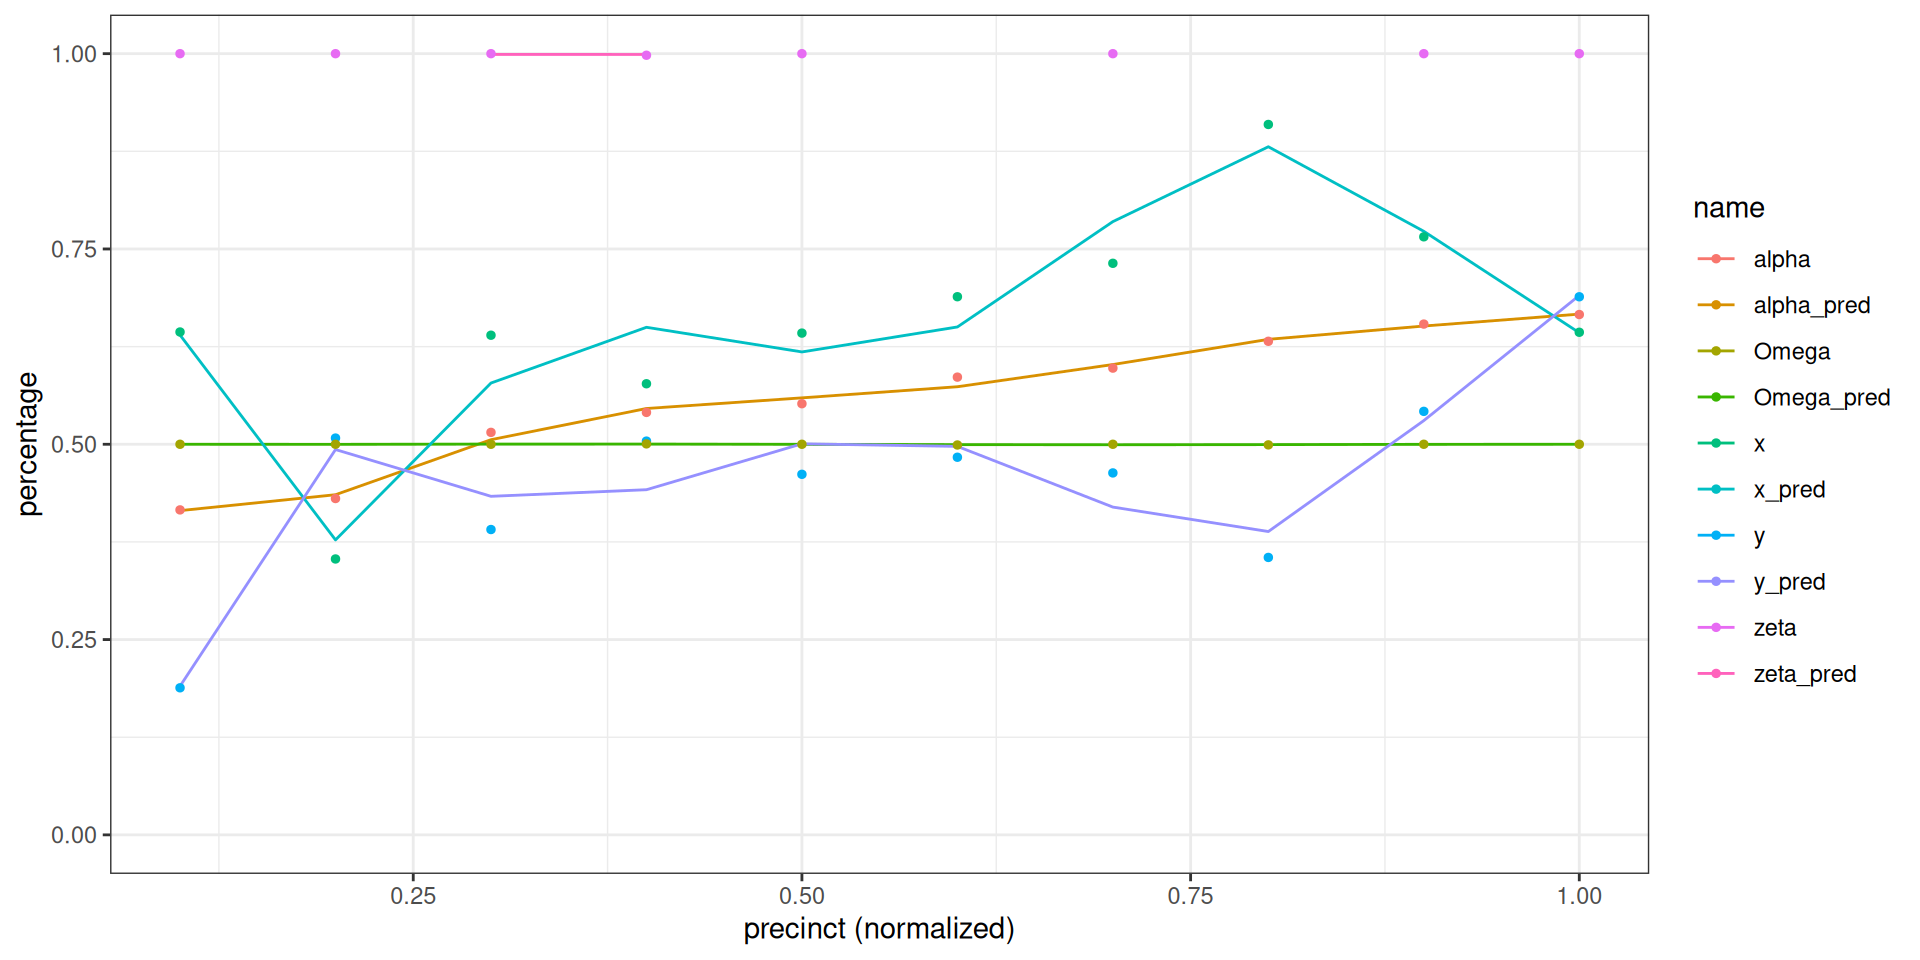 1.00
0.75
0.50
0.25
0.00
percentage
0.25 0.50 0.75 1.00
precinct (normalized)
name
alpha
alpha_pred
Omega
Omega_pred
x
x_pred
y
y_pred
zeta
zeta_pred